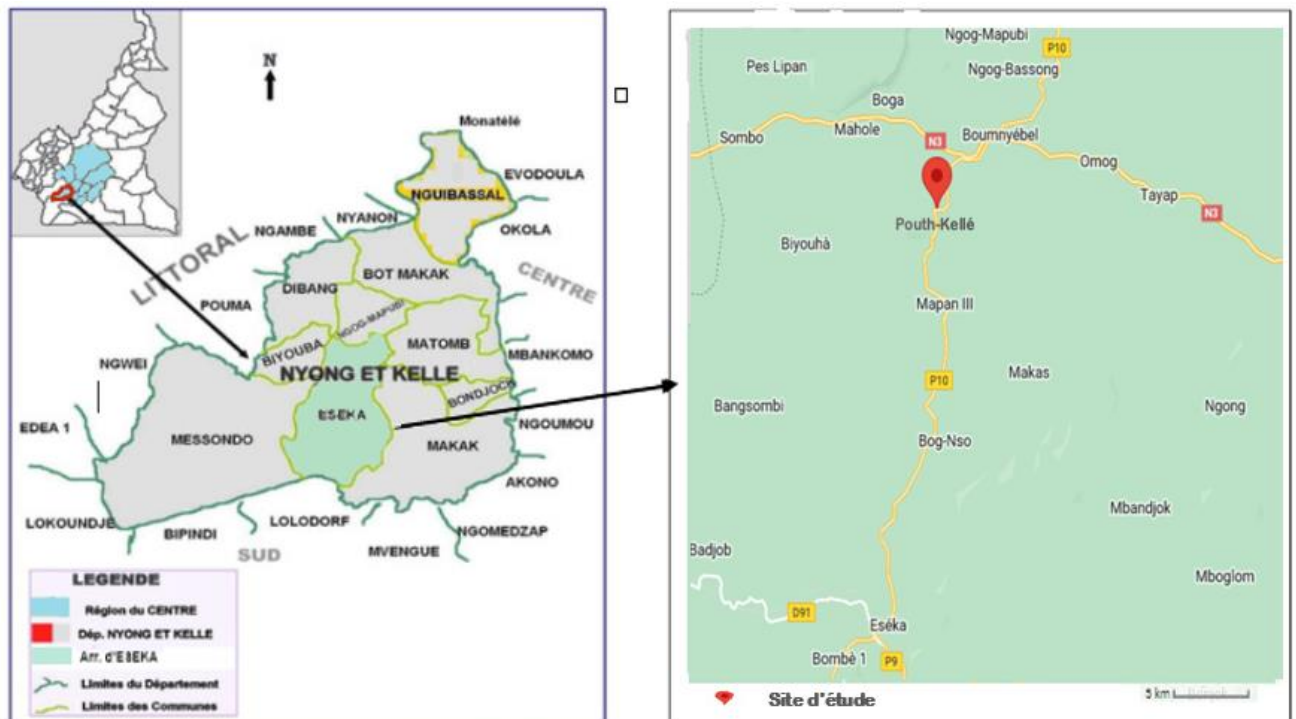 N
Monatélé
EVODOULA
NGUIBASSAL
NYANON
OKOLA
NGAMBE
LITTORAL
BOT MAKAK
CENTRE
DIBANG
POUMA
NGOG-MAPUBI
MATOMB
BIYOUBA
MBANKOMO
NGWEI
NYONG ET KELLE
BONDJOCK
ESEKA
NGOUMOU
EDEA 1
MESSONDO
MAKAK
AKONO
LOKOUNDJE
LOLODORF
BIPINDI
NGOMEDZAP
SUD
MVENGUE
LEGENDE
Région du CENTRE
Dép. NYONG ET KELLE
Arr. d'ESEKA
Limites du Département
Limites des Communes
Ngog-Mapubi
P10
Pes Lipan
Ngog-Bassong
Boga
Sombo
Mahole
N3
Boumnyébel
Omog
Tayap
N3
Pouth-Kellé
Biyouhà
Mapan III
Makas
P10
Bangsombi
Ngong
Bog-Nso
Mbandjok
Badjob
Mboglom
D91
Eséka
Bombè 1
P9
Site d'étude
5 km